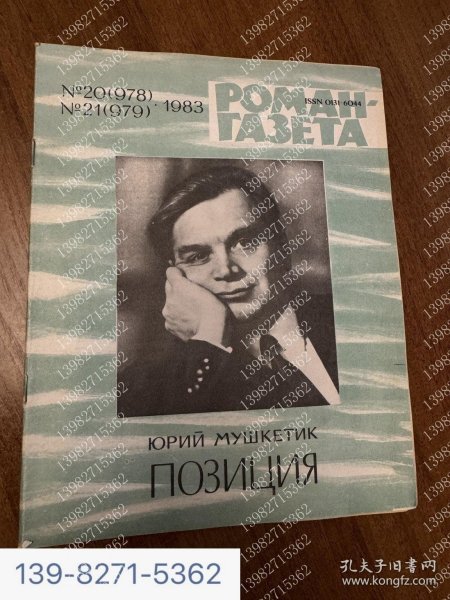 №20(978)
№21(979) · 1983
РОМАН-
ГАЗЕТА
ISSN 0131-6044
ЮРИЙ МУШКЕТИК
ПОЗИЦИЯ
13982715362
139-8271-5362
孔夫子旧书网
www.kongfz.com